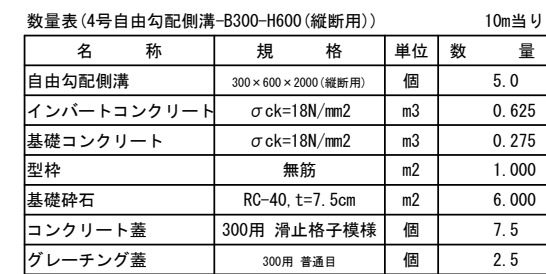 数量表(4号自由勾配側溝-B300-H600(縦断用)) 10m当り
名 称 規 格 単位 数 量
自由勾配側溝 300×600×2000(縦断用) 個 5.0
インバートコンクリート σck=18N/mm2 m3 0.625
基礎コンクリート σck=18N/mm2 m3 0.275
型枠 無筋 m2 1.000
基礎砕石 RC-40,t=7.5cm m2 6.000
コンクリート蓋 300用 滑止格子模様 個 7.5
グレーチング蓋 300用 普通目 個 2.5